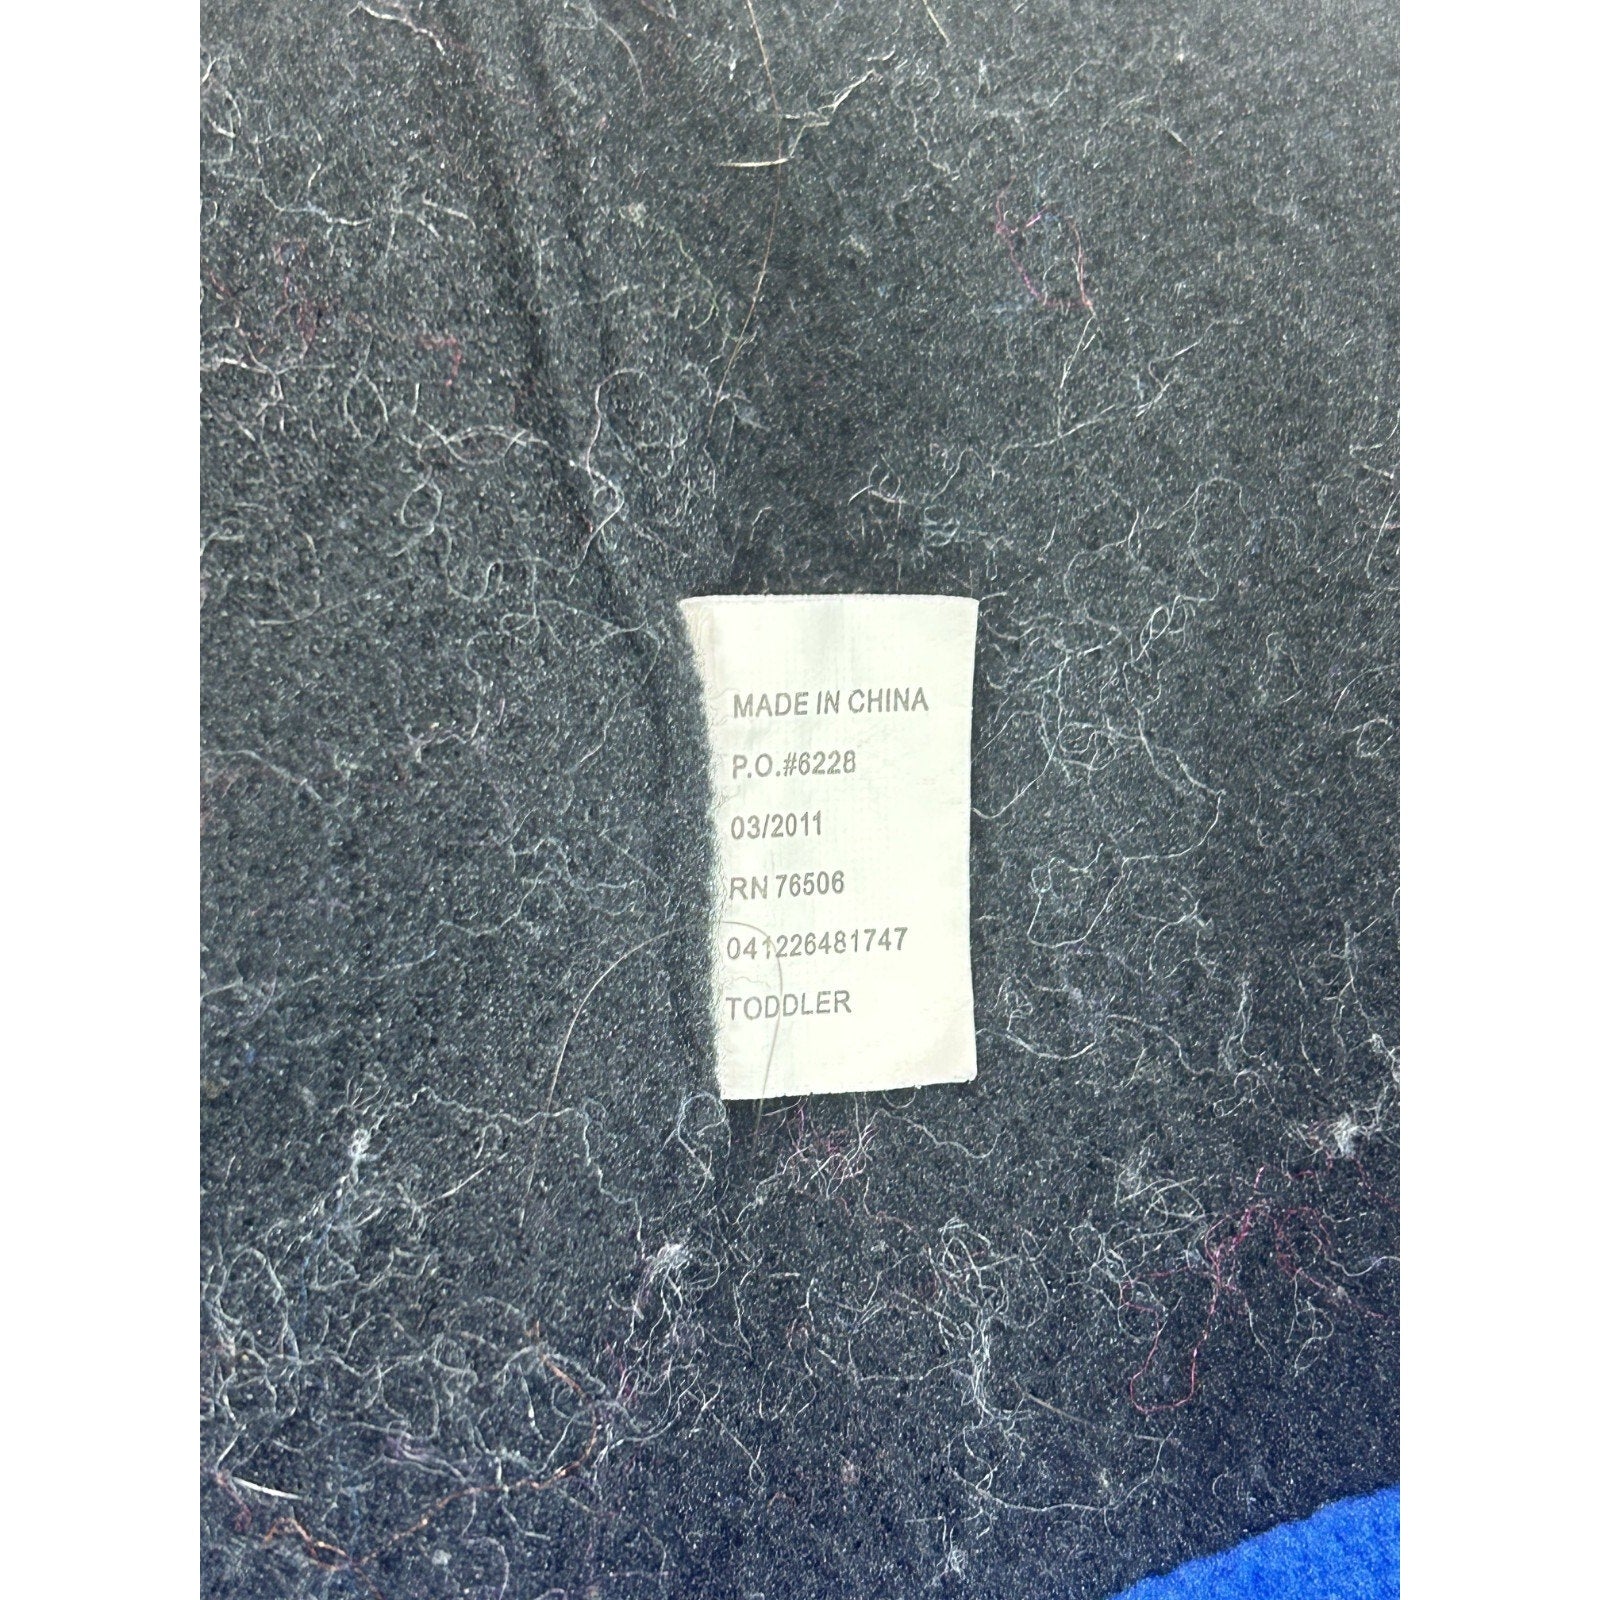 MADE IN CHINA
P.O.#6228
03/2011
RN 76506
041226481747
TODDLER